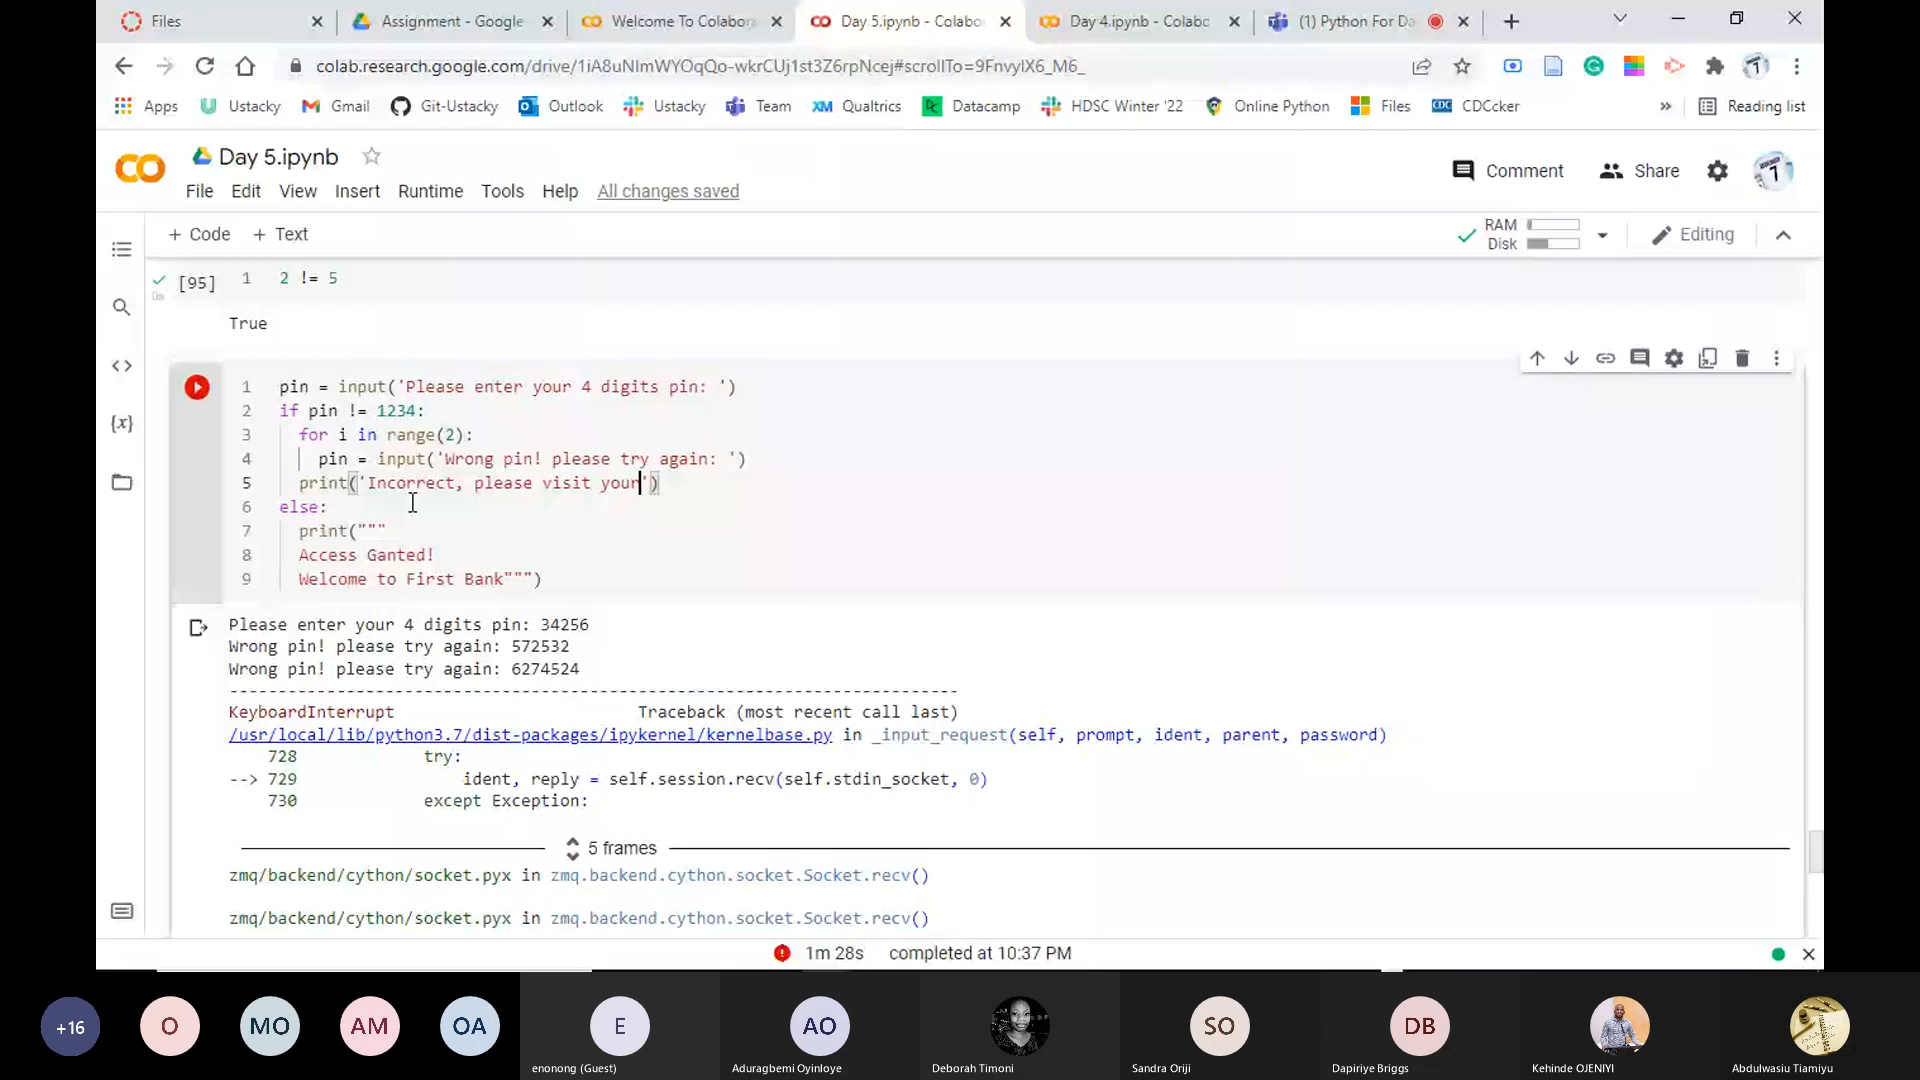 Files
Assignment - Google
Welcome To Colabora
Day 5.ipynb - Colabo
Day 4.ipynb - Colabc
(1) Python For Da
colab.research.google.com/drive/1iA8uNlmWYOqQo-wkrCUj1st3Z6rpNcej#scrollTo=9FnvylX6_M6_
Apps
Ustacky
Gmail
Git-Ustacky
Outlook
Ustacky
Team
XM Qualtrics
Datacamp
HDSC Winter '22
Online Python
Files
CDC CDCcker
»
Reading list
CO Day 5.ipynb
File Edit View Insert Runtime Tools Help All changes saved
Comment
Share
+ Code + Text
RAM
Disk
Editing
[95] 1 2 != 5
True
1 pin = input('Please enter your 4 digits pin: ')
2 if pin != 1234:
3 for i in range(2):
4 pin = input('Wrong pin! please try again: ')
5 print('Incorrect, please visit your')
6 else:
7 print("""
8 Access Ganted!
9 Welcome to First Bank""")
Please enter your 4 digits pin: 34256
Wrong pin! please try again: 572532
Wrong pin! please try again: 6274524
---------------------------------------------------------------------------
KeyboardInterrupt Traceback (most recent call last)
/usr/local/lib/python3.7/dist-packages/ipykernel/kernelbase.py in _input_request(self, prompt, ident, parent, password)
728 try:
--> 729 ident, reply = self.session.recv(self.stdin_socket, 0)
730 except Exception:
5 frames
zmq/backend/cython/socket.pyx in zmq.backend.cython.socket.Socket.recv()
zmq/backend/cython/socket.pyx in zmq.backend.cython.socket.Socket.recv()
1m 28s completed at 10:37 PM
+16
O
MO
AM
OA
E
AO
SO
DB
enonong (Guest)
Aduragbemi Oyinloye
Deborah Timoni
Sandra Oriji
Dapiriye Briggs
Kehinde OJENIYI
Abdulwasiu Tiamiyu